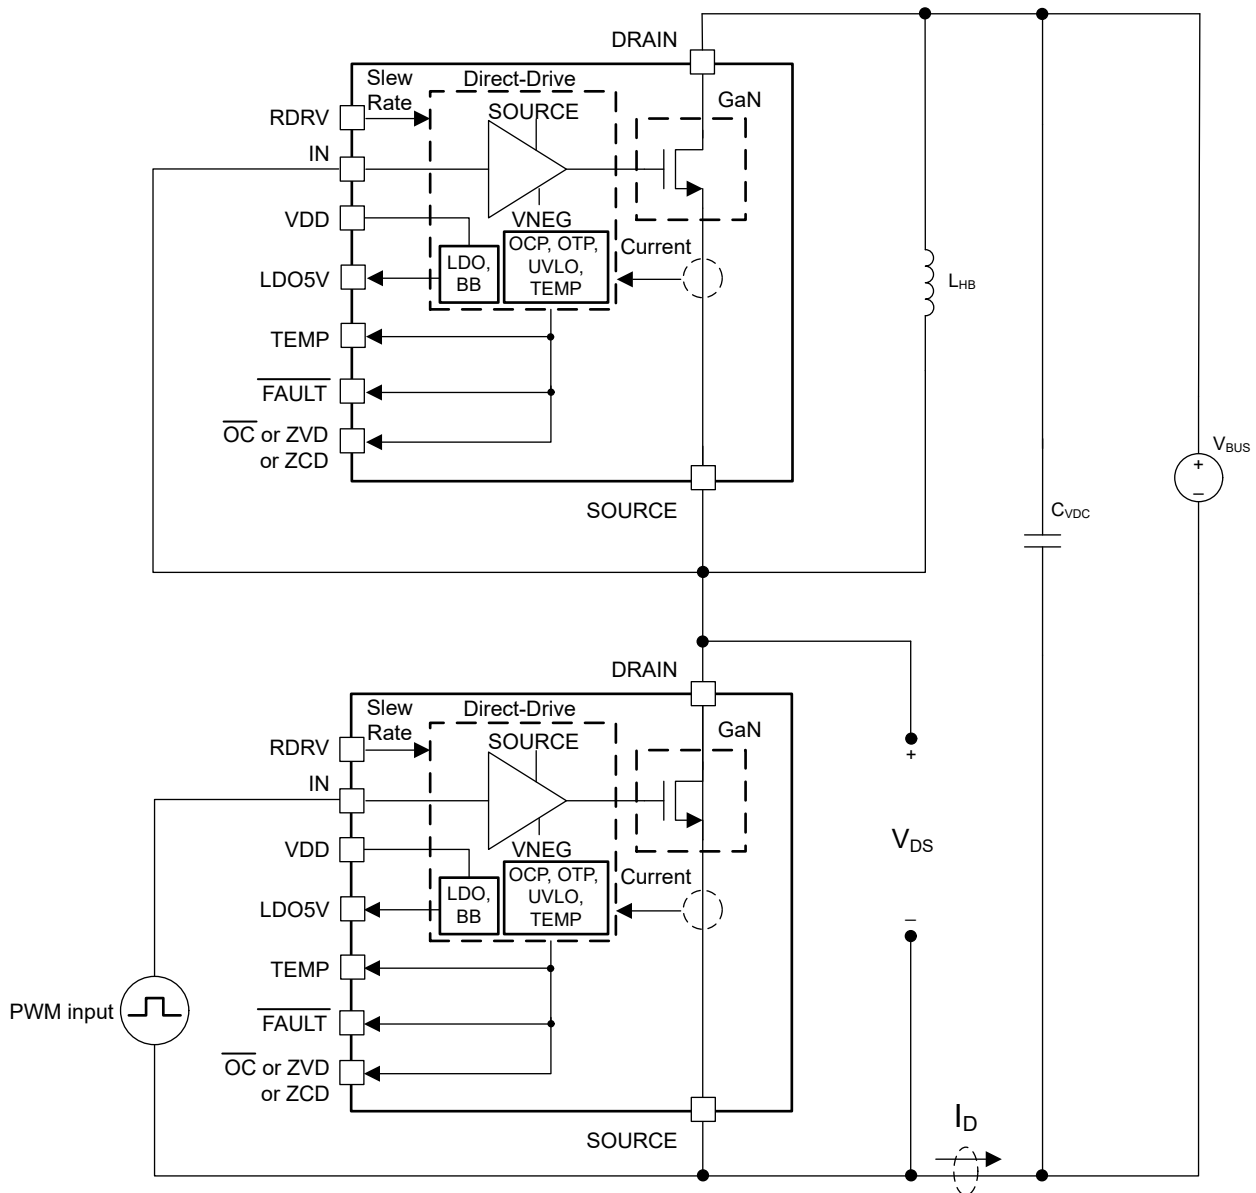 DRAIN
Slew
Rate
Direct-Drive
SOURCE
GaN
RDRV
IN
VDD
VNEG
LDO,
BB
OCP, OTP,
UVLO,
TEMP
Current
LDO5V
TEMP
FAULT
OC or ZVD
or ZCD
SOURCE
LHB
CVDC
VBUS
+
–
DRAIN
Slew
Rate
Direct-Drive
SOURCE
GaN
RDRV
IN
VDD
VNEG
LDO,
BB
OCP, OTP,
UVLO,
TEMP
Current
LDO5V
TEMP
FAULT
OC or ZVD
or ZCD
SOURCE
PWM input
+
VDS
–
ID